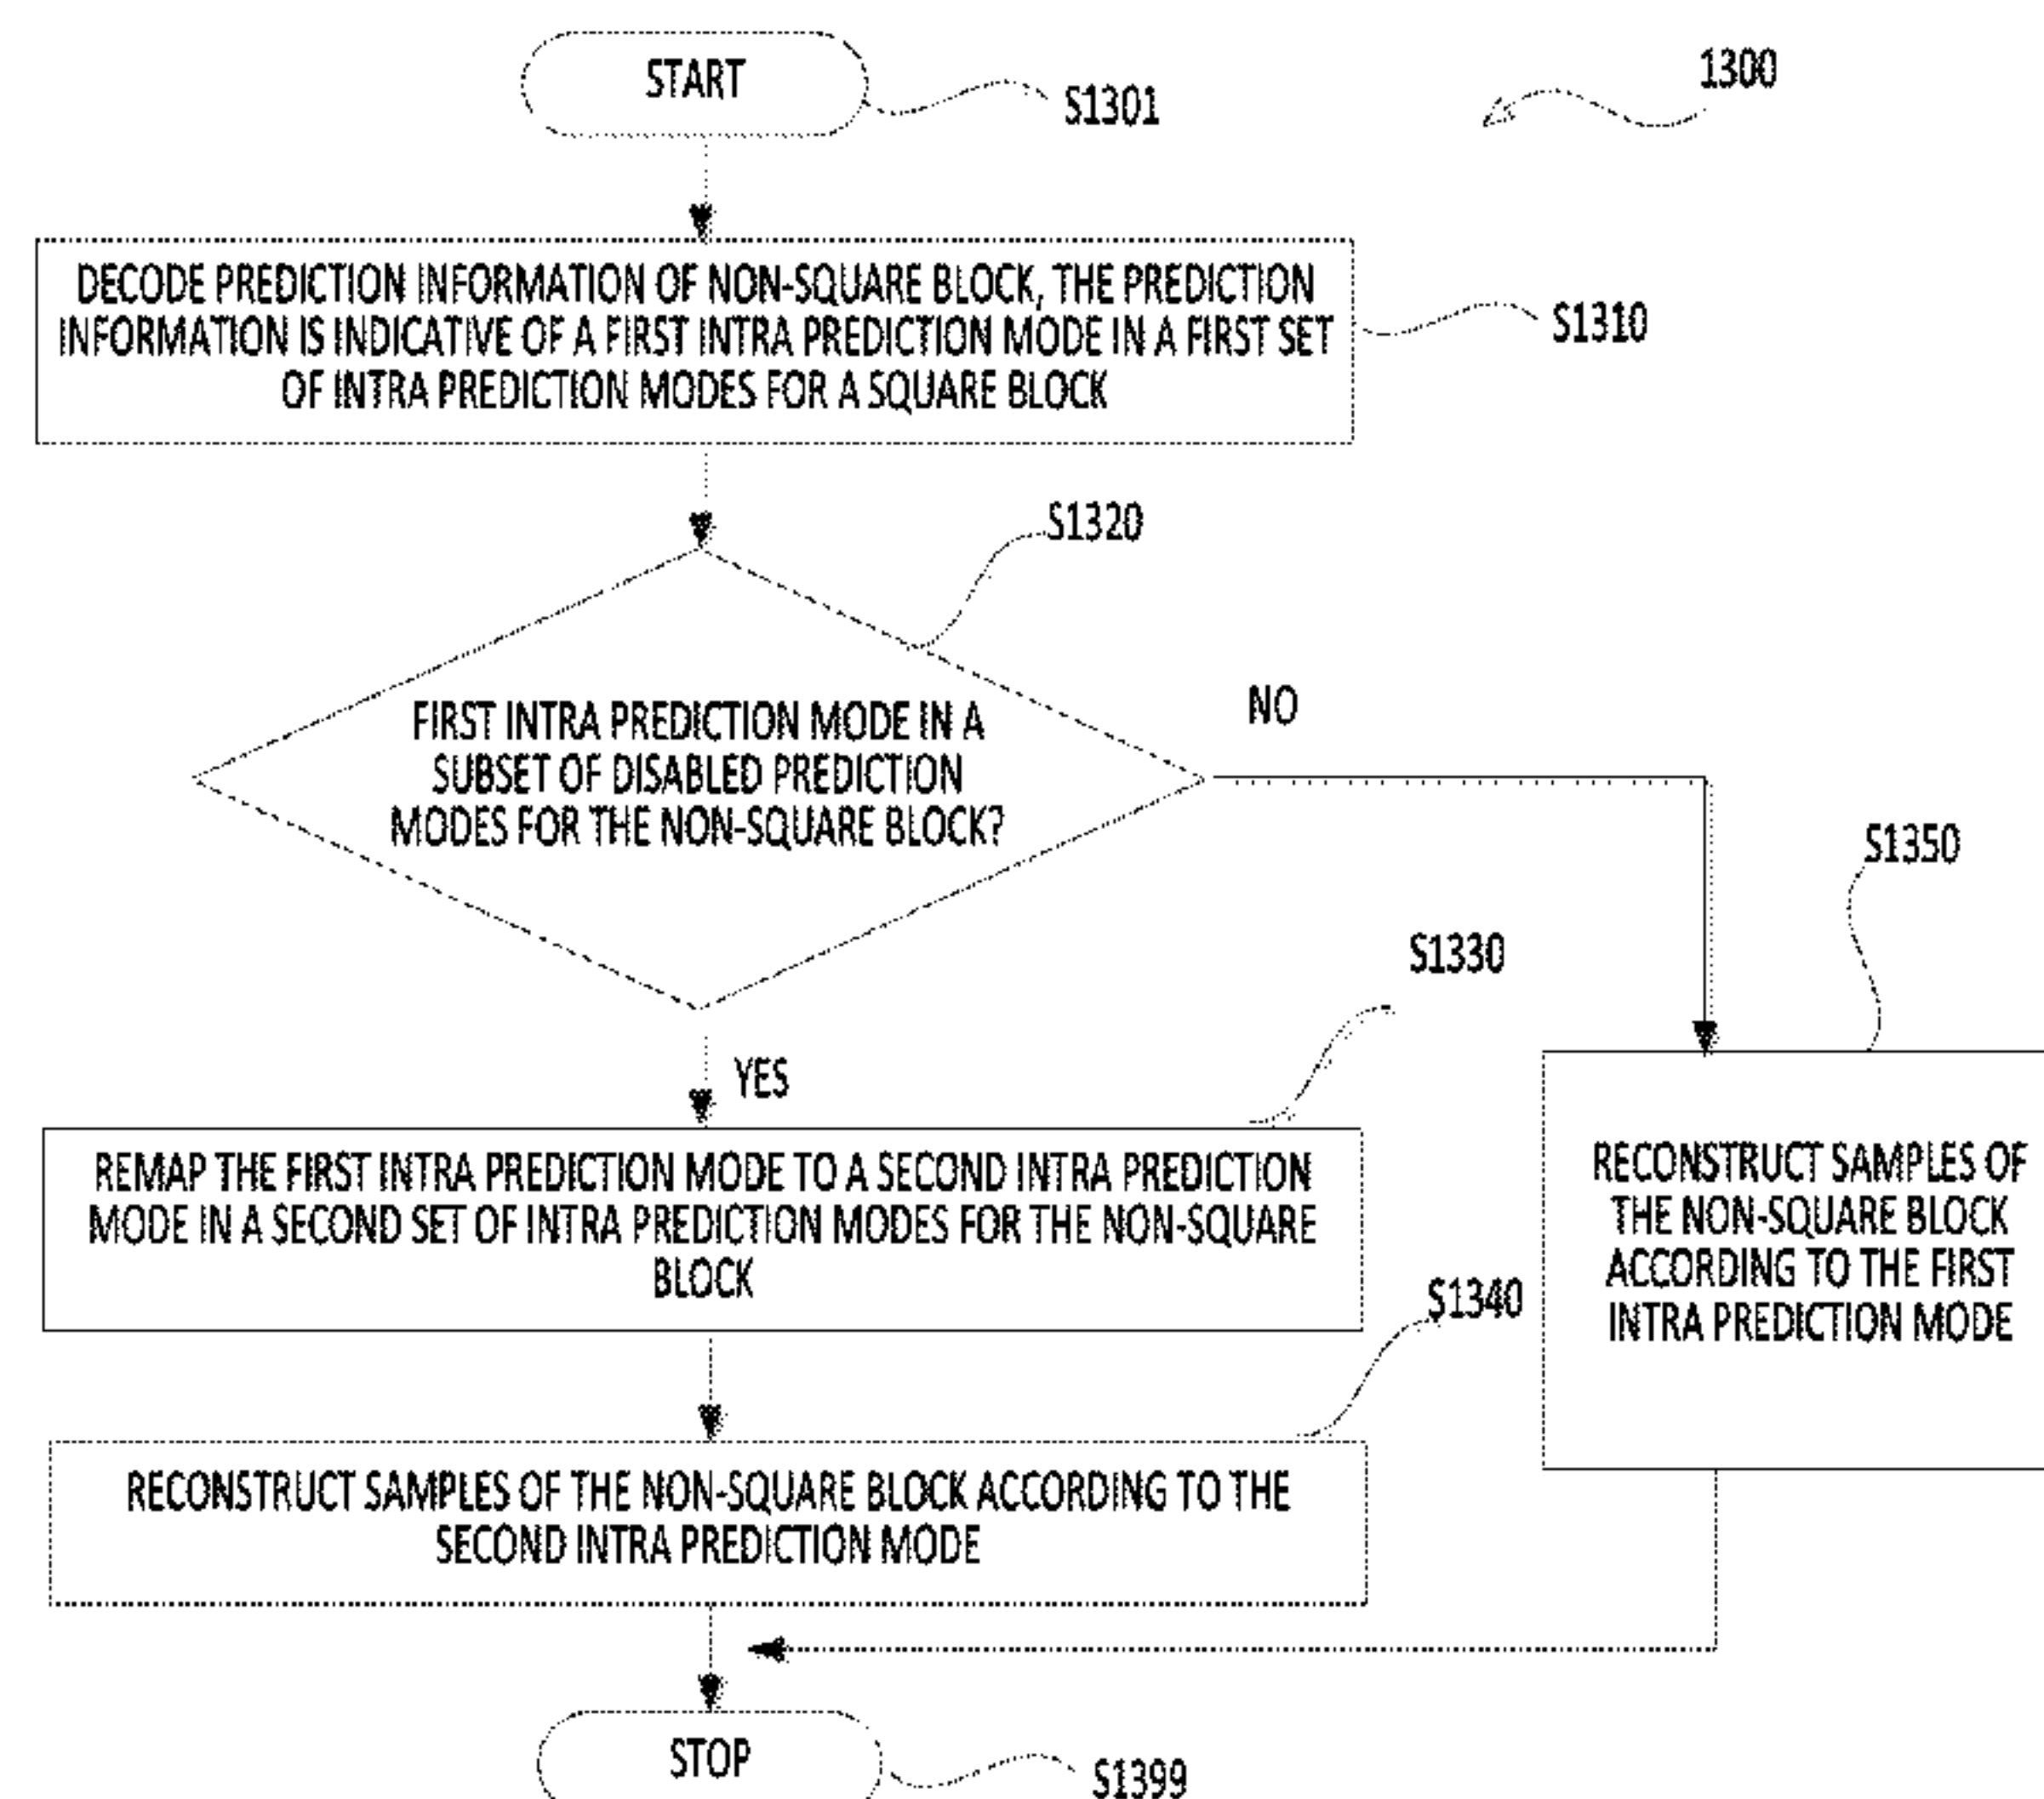 START
S1301
1300
DECODE PREDICTION INFORMATION OF NON-SQUARE BLOCK, THE PREDICTION
INFORMATION IS INDICATIVE OF A FIRST INTRA PREDICTION MODE IN A FIRST SET
OF INTRA PREDICTION MODES FOR A SQUARE BLOCK
S1310
S1320
FIRST INTRA PREDICTION MODE IN A
SUBSET OF DISABLED PREDICTION
MODES FOR THE NON-SQUARE BLOCK?
NO
YES
S1330
REMAP THE FIRST INTRA PREDICTION MODE TO A SECOND INTRA PREDICTION
MODE IN A SECOND SET OF INTRA PREDICTION MODES FOR THE NON-SQUARE
BLOCK
S1350
RECONSTRUCT SAMPLES OF
THE NON-SQUARE BLOCK
ACCORDING TO THE FIRST
INTRA PREDICTION MODE
S1340
RECONSTRUCT SAMPLES OF THE NON-SQUARE BLOCK ACCORDING TO THE
SECOND INTRA PREDICTION MODE
STOP
S1399